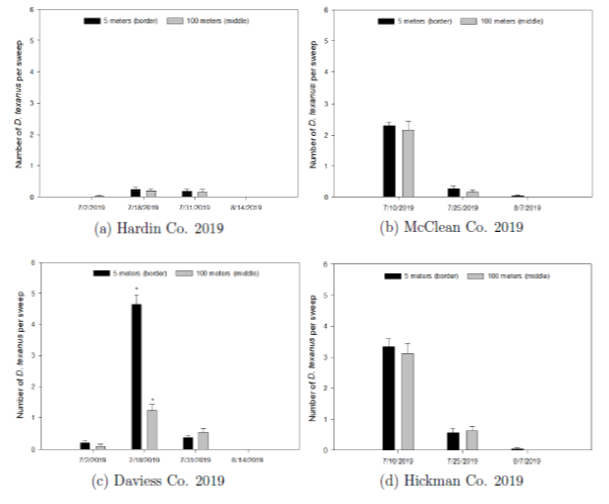 6
5 meters (border) 100 meters (middle)
5
4
3
2
1
0
Number of D. texanus per sweep
7/2/2019 7/18/2019 7/31/2019 8/14/2019
(a) Hardin Co. 2019
6
5 meters (border) 100 meters (middle)
5
4
3
2
1
0
Number of D. texanus per sweep
7/10/2019 7/25/2019 8/7/2019
(b) McClean Co. 2019
6
5 meters (border) 100 meters (middle)
5
4
3
2
1
0
Number of D. texanus per sweep
* *
7/2/2019 7/18/2019 7/31/2019 8/14/2019
(c) Daviess Co. 2019
6
5 meters (border) 100 meters (middle)
5
4
3
2
1
0
Number of D. texanus per sweep
7/10/2019 7/25/2019 8/7/2019
(d) Hickman Co. 2019